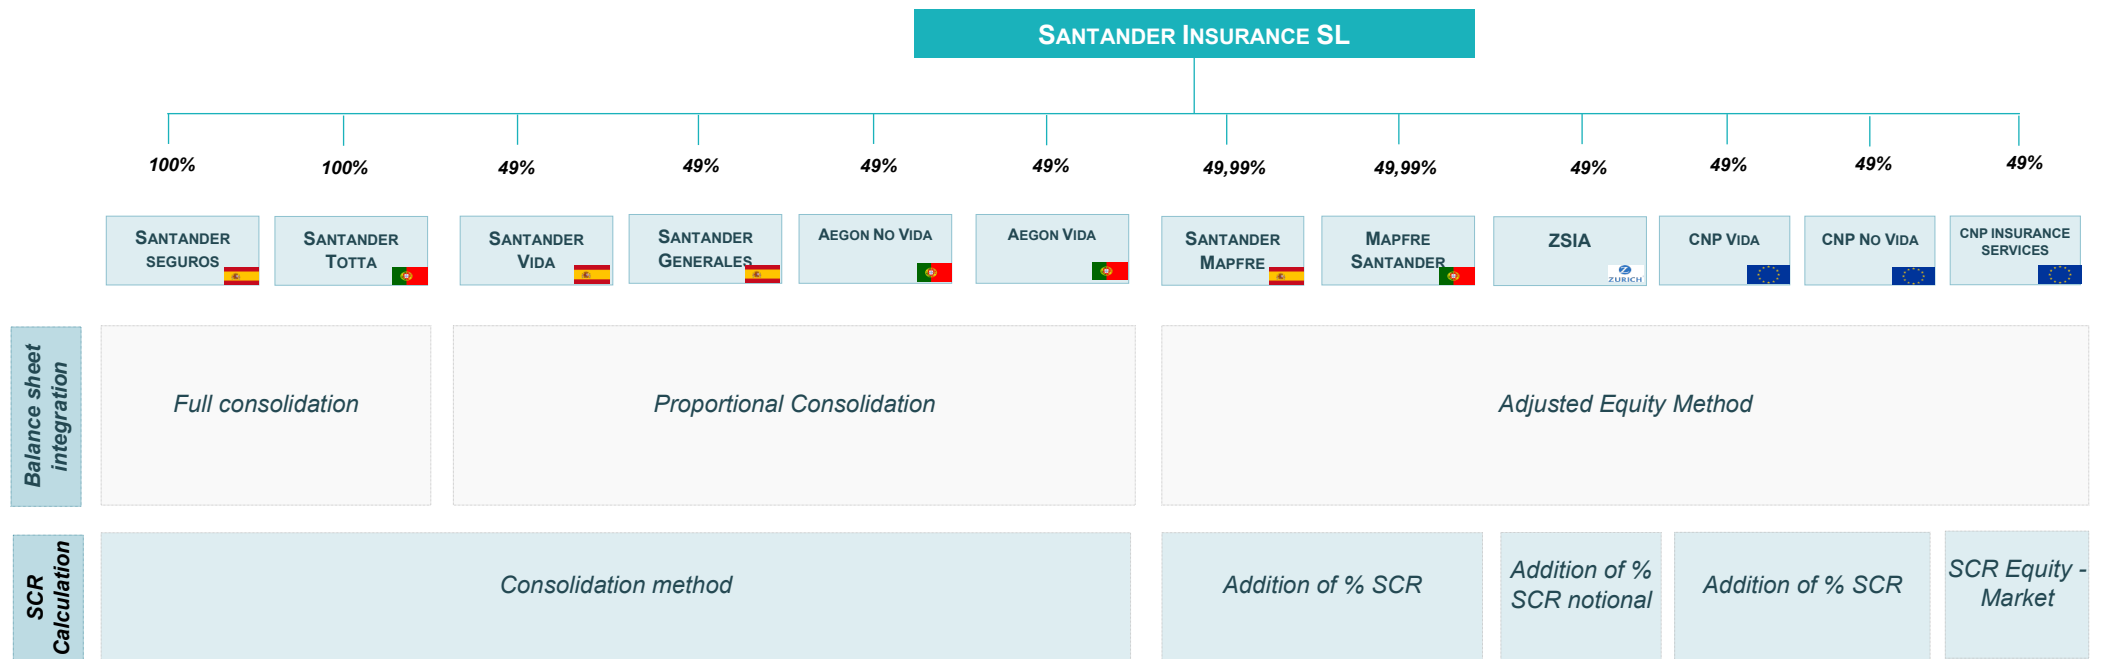 SANTANDER INSURANCE SL
100%
100%
49%
49%
49%
49%
49,99%
49,99%
49%
49%
49%
49%
SANTANDER
SEGUROS
SANTANDER
TOTTA
SANTANDER
VIDA
SANTANDER
GENERALES
AEGON NO VIDA
AEGON VIDA
SANTANDER
MAPFRE
MAPFRE
SANTANDER
ZSIA
ZURICH
CNP VIDA
CNP NO VIDA
CNP INSURANCE
SERVICES
Balance sheet
integration
Full consolidation
Proportional Consolidation
Adjusted Equity Method
SCR
Calculation
Consolidation method
Addition of % SCR
Addition of %
SCR notional
Addition of % SCR
SCR Equity -
Market